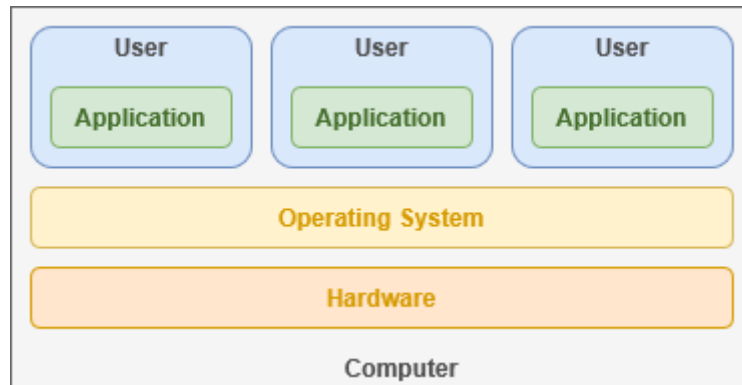 User User User
Application Application Application
Operating System
Hardware
Computer